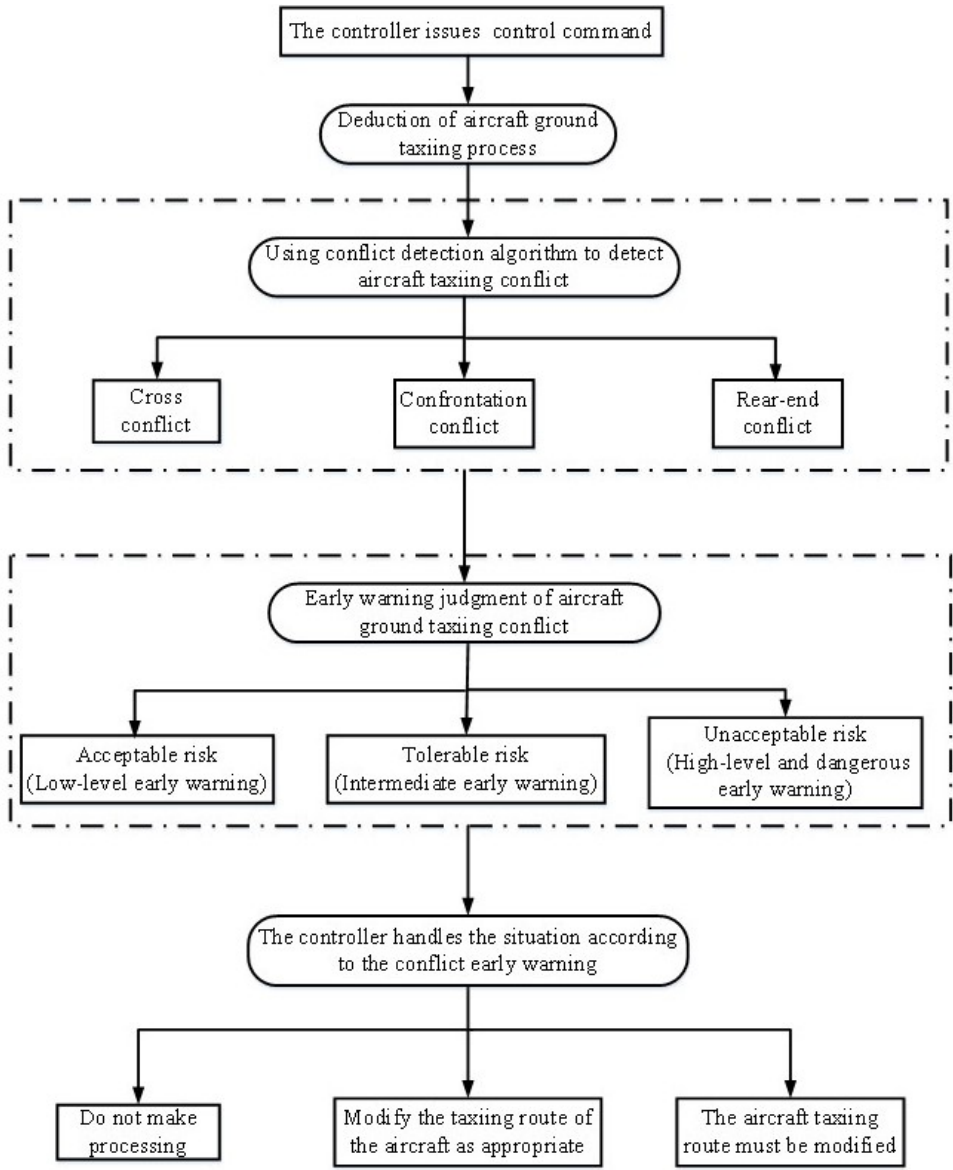 The controller issues control command
Deduction of aircraft ground
taxiing process
Using conflict detection algorithm to detect
aircraft taxiing conflict
Cross
conflict
Confrontation
conflict
Rear-end
conflict
Early warning judgment of aircraft
ground taxiing conflict
Acceptable risk
(Low-level early warning)
Tolerable risk
(Intermediate early warning)
Unacceptable risk
(High-level and dangerous
early warning)
The controller handles the situation according
to the conflict early warning
Do not make
processing
Modify the taxiing route of
the aircraft as appropriate
The aircraft taxiing
route must be modified